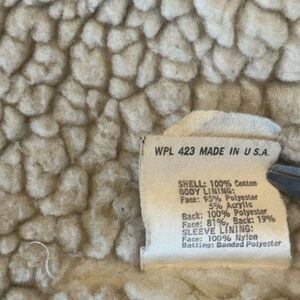 WPL 423 MADE IN U S.A.
SHELL: 100% Cotton
BODY LINING:
Face: 95% Polyester
5% Acrylic
Back: 100% Polyester
Face: 81%, Back: 19%
SLEEVE LINING:
Face: 100% Nylon
Batting: Bonded Polyester